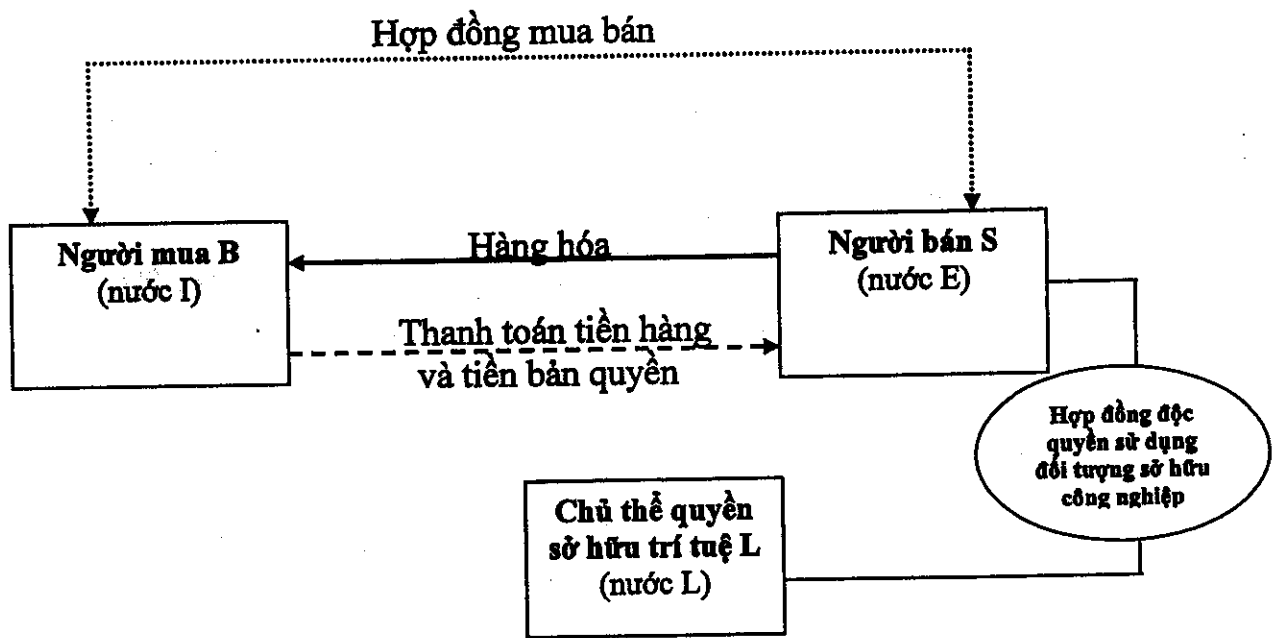 Hợp đồng mua bán
Người mua B
(nước I)
Hàng hóa
Người bán S
(nước E)
Thanh toán tiền hàng
và tiền bản quyền
Hợp đồng độc
quyền sử dụng
đối tượng sở hữu
công nghiệp
Chủ thể quyền
sở hữu trí tuệ L
(nước L)